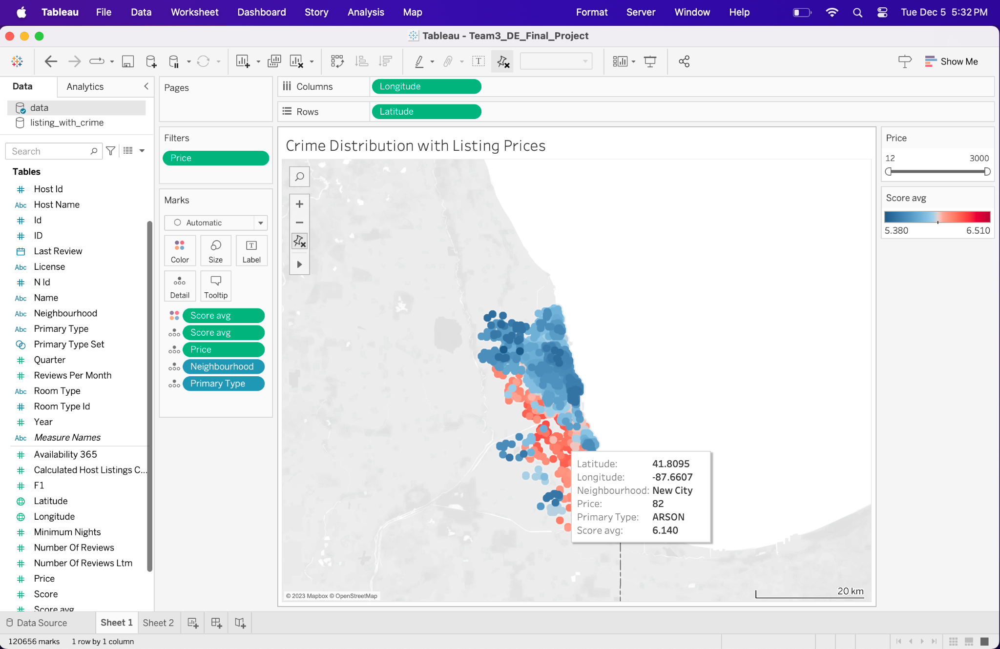 Tableau File Data Worksheet Dashboard Story Analysis Map Format Server Window Help Tue Dec 5 5:32 PM
Tableau - Team3_DE_Final_Project
Show Me
Data
Analytics
data
listing_with_crime
Search
Tables
Host Id
Abc Host Name
Id
ID
Last Review
Abc License
N Id
Abc Name
Abc Neighbourhood
Abc Primary Type
Primary Type Set
Quarter
Reviews Per Month
Abc Room Type
Room Type Id
Year
Abc Measure Names
Availability 365
Calculated Host Listings C...
F1
Latitude
Longitude
Minimum Nights
Number Of Reviews
Number Of Reviews Ltm
Price
Score
Score avg
Pages
Filters
Price
Marks
Automatic
Color Size Label
Detail Tooltip
Score avg
Score avg
Price
Neighbourhood
Primary Type
Columns Longitude
Rows Latitude
Crime Distribution with Listing Prices
Latitude: 41.8095
Longitude: -87.6607
Neighbourhood: New City
Price: 82
Primary Type: ARSON
Score avg: 6.140
20 km
© 2023 Mapbox © OpenStreetMap
Price
12 3000
Score avg
5.380 6.510
Data Source Sheet 1 Sheet 2
120656 marks 1 row by 1 column